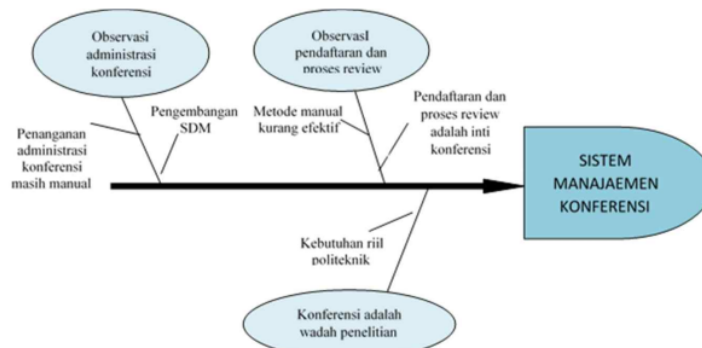 Observasi
administrasi
konferensi
ObservasI
pendaftaran dan
proses review
Penanganan
administrasi
konferensi
masih manual
Pengembangan
SDM
Metode manual
kurang efektif
Pendaftaran dan
proses review
adalah inti
konferensi
SISTEM
MANAJAEMEN
KONFERENSI
Kebutuhan riil
politeknik
Konferensi adalah
wadah penelitian